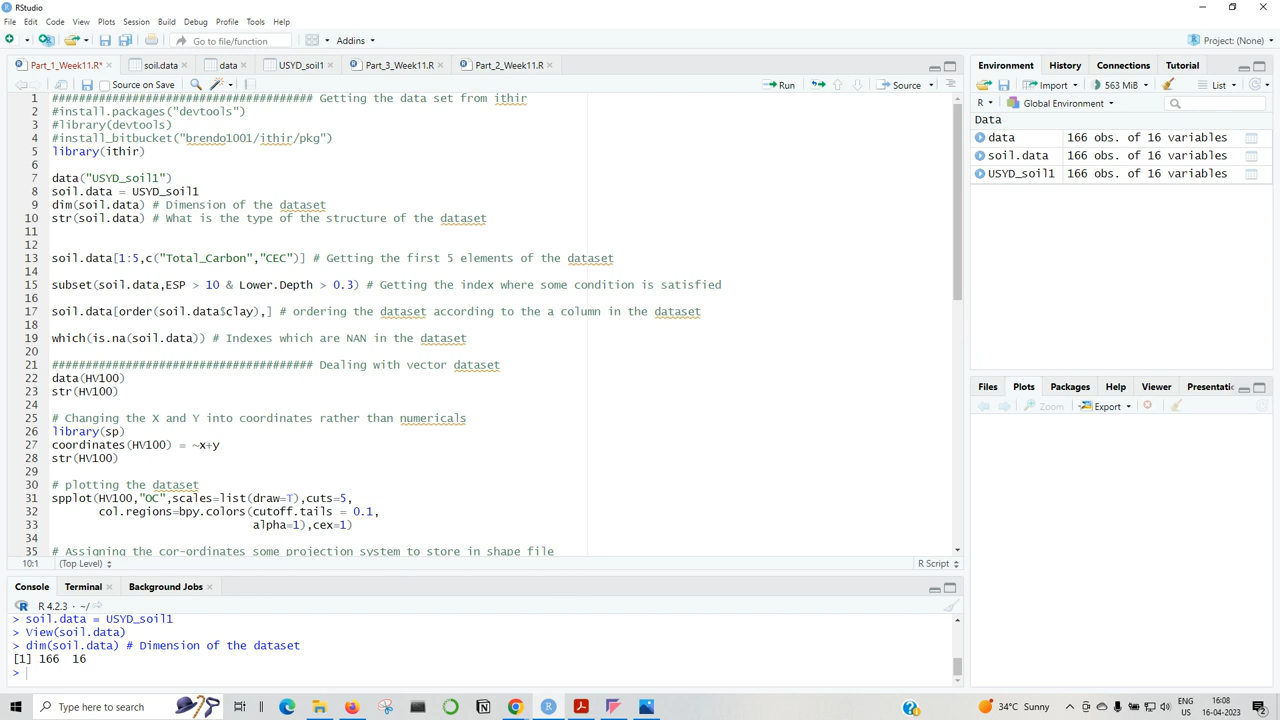 RStudio
File Edit Code View Plots Session Build Debug Profile Tools Help
Go to file/function Addins Project: (None)
Part_1_Week11.R* soil.data data USYD_soil1 Part_3_Week11.R Part_2_Week11.R
Source on Save Run Source
1 ####################################### Getting the data set from ithir
2 #install.packages("devtools")
3 #library(devtools)
4 #install_bitbucket("brendo1001/ithir/pkg")
5 library(ithir)
6
7 data("USYD_soil1")
8 soil.data = USYD_soil1
9 dim(soil.data) # Dimension of the dataset
10 str(soil.data) # What is the type of the structure of the dataset
11
12
13 soil.data[1:5,c("Total_Carbon","CEC")] # Getting the first 5 elements of the dataset
14
15 subset(soil.data,ESP > 10 & Lower.Depth > 0.3) # Getting the index where some condition is satisfied
16
17 soil.data[order(soil.data$clay),] # ordering the dataset according to the a column in the dataset
18
19 which(is.na(soil.data)) # Indexes which are NAN in the dataset
20
21 ####################################### Dealing with vector dataset
22 data(HV100)
23 str(HV100)
24
25 # Changing the X and Y into coordinates rather than numericals
26 library(sp)
27 coordinates(HV100) = ~x+y
28 str(HV100)
29
30 # plotting the dataset
31 spplot(HV100,"OC",scales=list(draw=T),cuts=5,
32 col.regions=bpy.colors(cutoff.tails = 0.1,
33 alpha=1),cex=1)
34
35 # Assigning the cor-ordinates some projection system to store in shape file
10:1 (Top Level) R Script
Console Terminal Background Jobs
R 4.2.3 · ~/
> soil.data = USYD_soil1
> View(soil.data)
> dim(soil.data) # Dimension of the dataset
[1] 166 16
>
Environment History Connections Tutorial
Import 563 MiB List
R Global Environment
Data
data 166 obs. of 16 variables
soil.data 166 obs. of 16 variables
USYD_soil1 166 obs. of 16 variables
Files Plots Packages Help Viewer Presentati
Zoom Export
Type here to search
34°C Sunny
ENG
US
16:08
16-04-2023